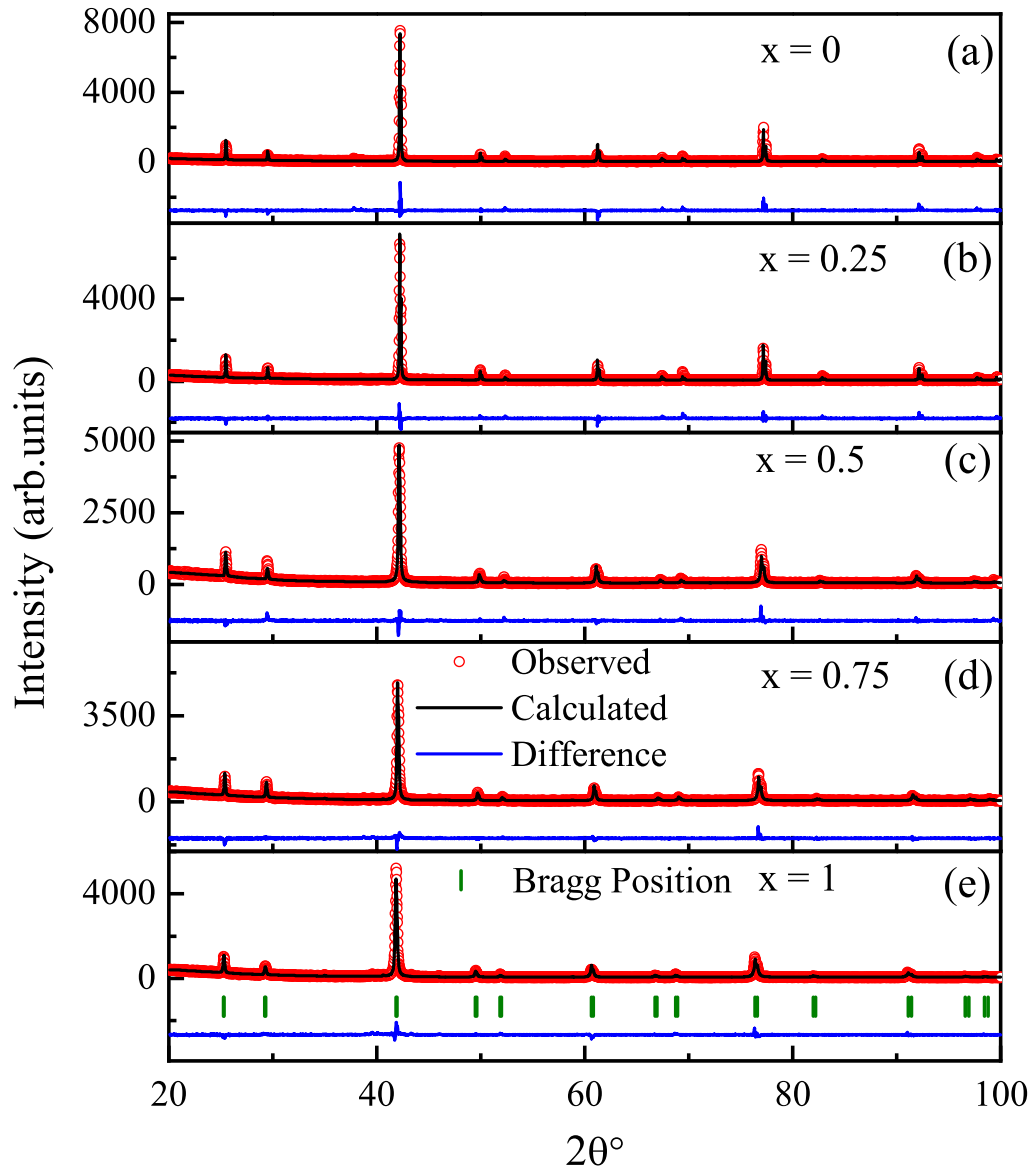 8000
x = 0
(a)
4000
0
x = 0.25
(b)
4000
0
5000
x = 0.5
(c)
2500
0
Observed
x = 0.75
(d)
Calculated
3500
Difference
0
Bragg Position
x = 1
(e)
4000
0
Intensity (arb.units)
20
40
60
80
100
2θ°